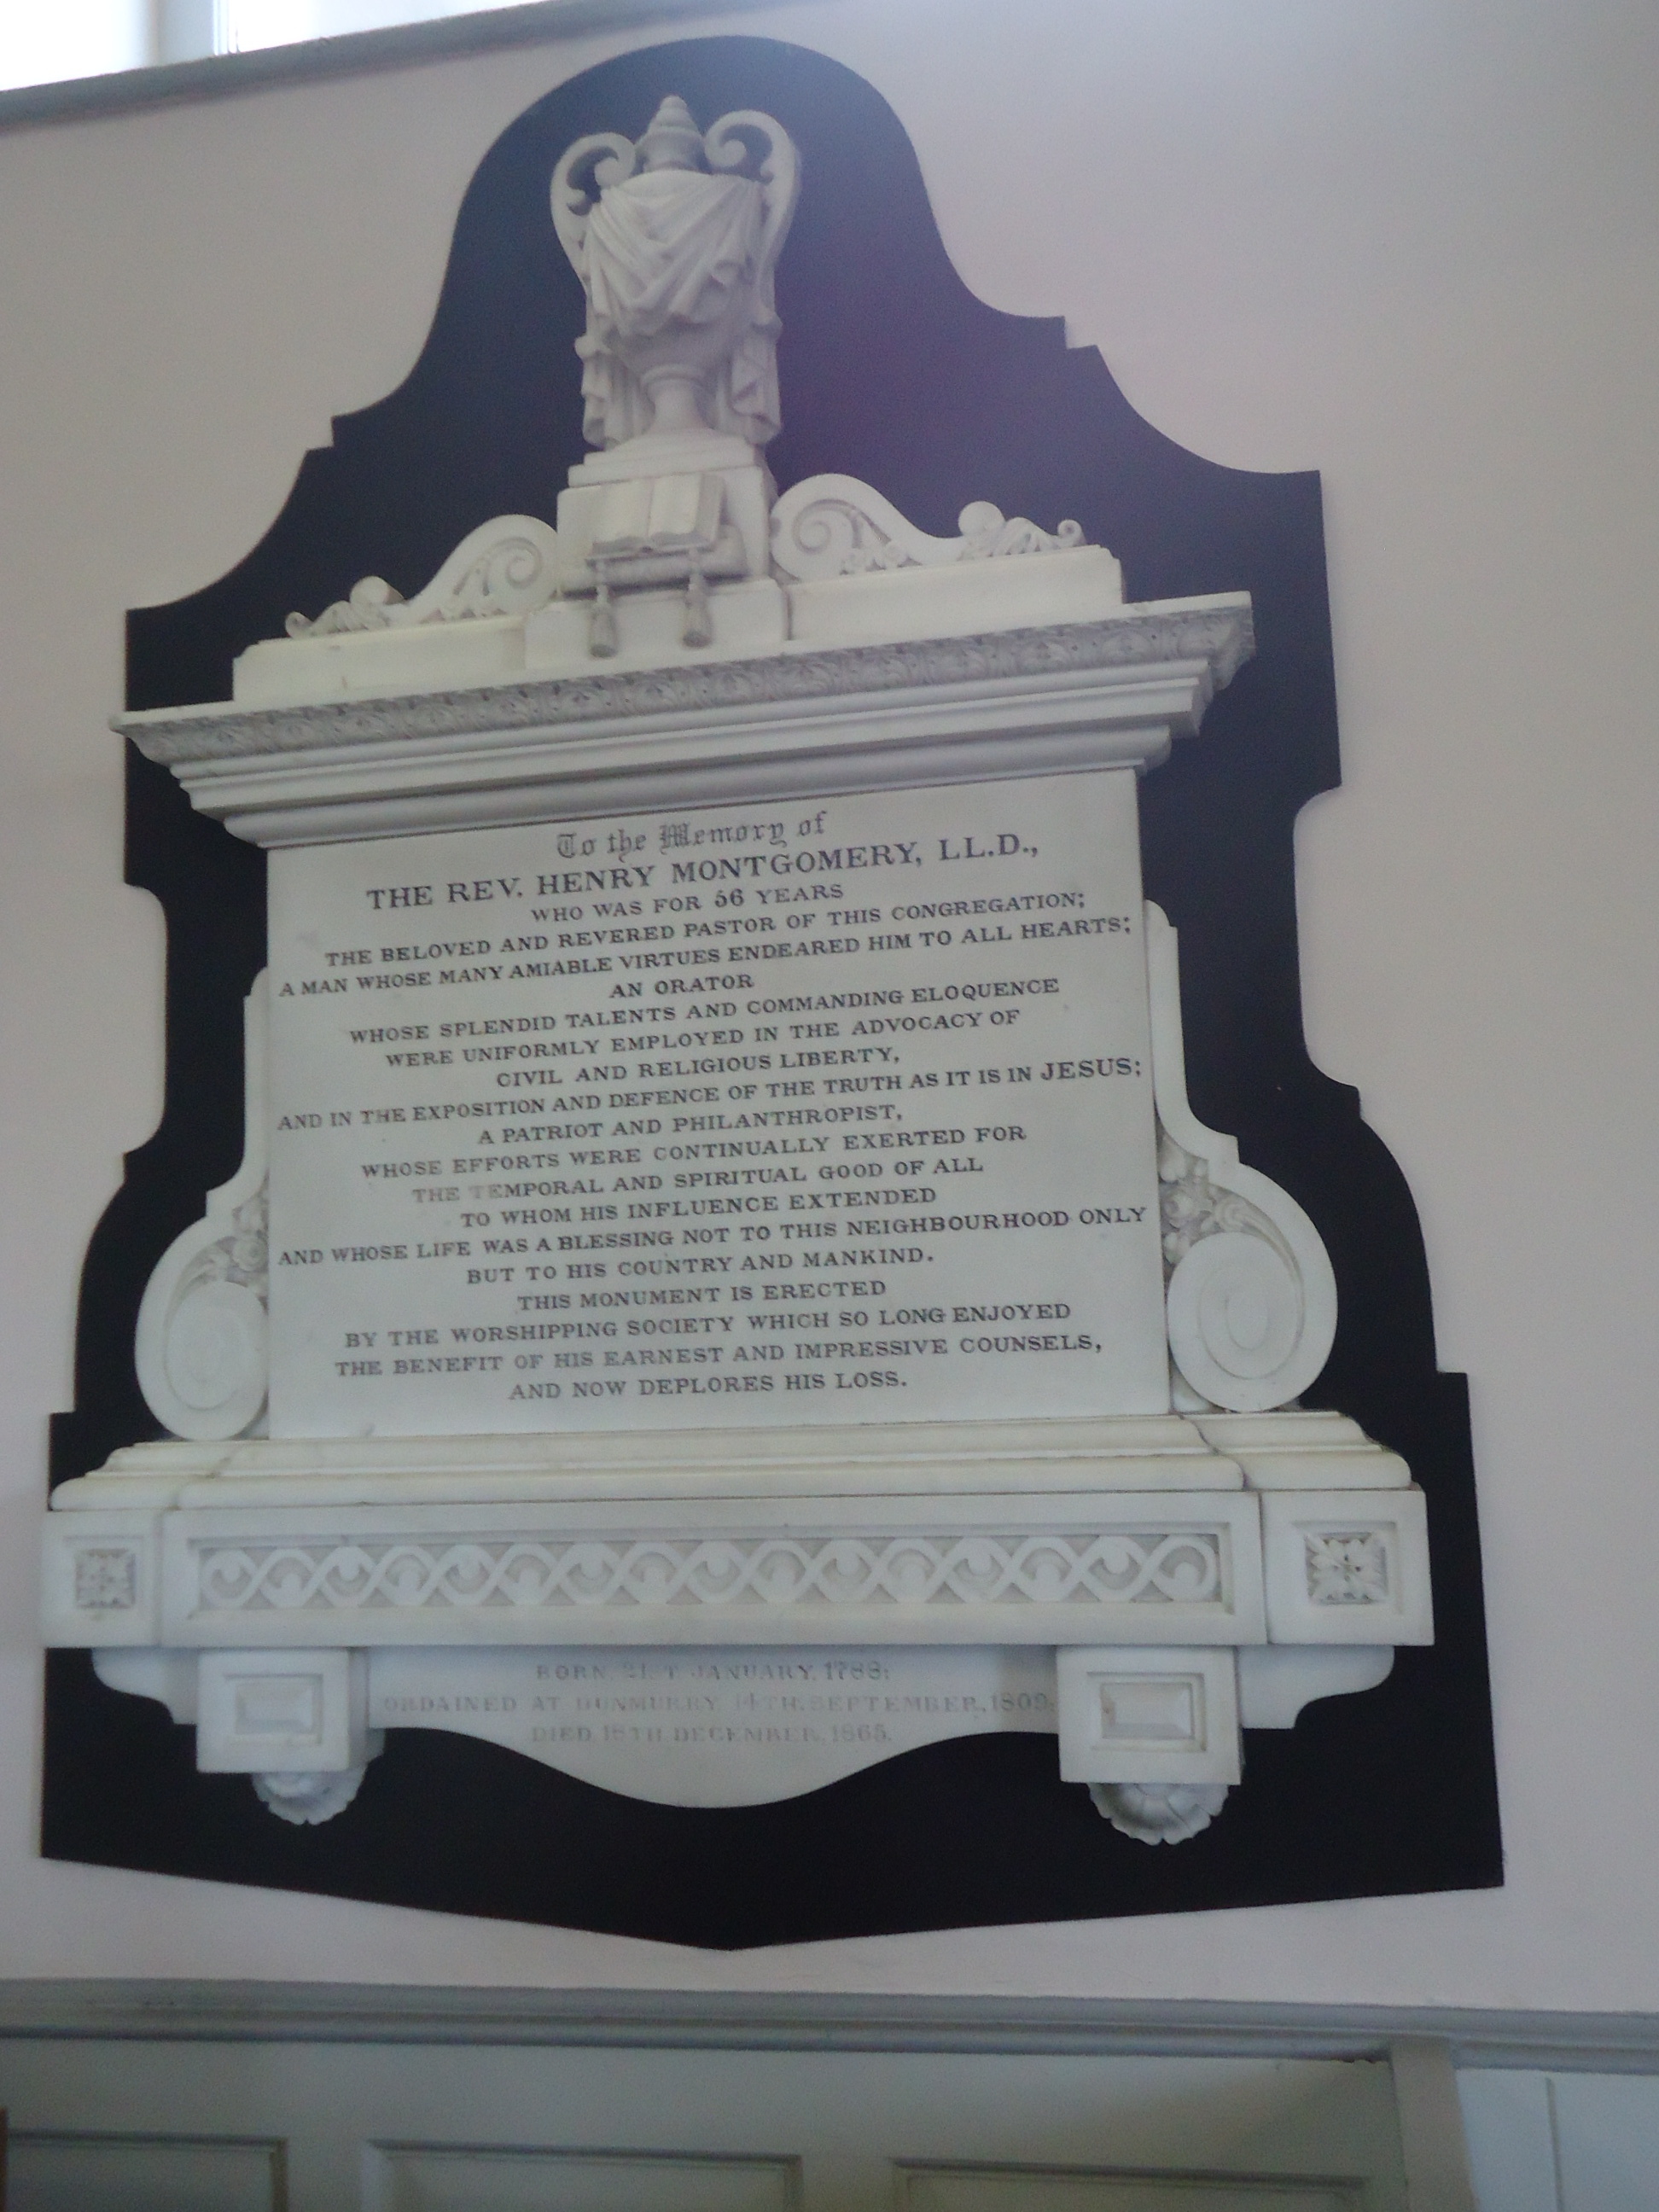 To the Memory of
THE REV. HENRY MONTGOMERY, LL.D.,
WHO WAS FOR 56 YEARS
THE BELOVED AND REVERED PASTOR OF THIS CONGREGATION;
A MAN WHOSE MANY AMIABLE VIRTUES ENDEARED HIM TO ALL HEARTS;
AN ORATOR
WHOSE SPLENDID TALENTS AND COMMANDING ELOQUENCE
WERE UNIFORMLY EMPLOYED IN THE ADVOCACY OF
CIVIL AND RELIGIOUS LIBERTY,
AND IN THE EXPOSITION AND DEFENCE OF THE TRUTH AS IT IS IN JESUS;
A PATRIOT AND PHILANTHROPIST,
WHOSE EFFORTS WERE CONTINUALLY EXERTED FOR
THE TEMPORAL AND SPIRITUAL GOOD OF ALL
TO WHOM HIS INFLUENCE EXTENDED
AND WHOSE LIFE WAS A BLESSING NOT TO THIS NEIGHBOURHOOD ONLY
BUT TO HIS COUNTRY AND MANKIND.
THIS MONUMENT IS ERECTED
BY THE WORSHIPPING SOCIETY WHICH SO LONG ENJOYED
THE BENEFIT OF HIS EARNEST AND IMPRESSIVE COUNSELS,
AND NOW DEPLORES HIS LOSS.
BORN 21ST JANUARY, 1788;
ORDAINED AT DUNMURRY 14TH SEPTEMBER, 1809.
DIED 18TH DECEMBER, 1865.